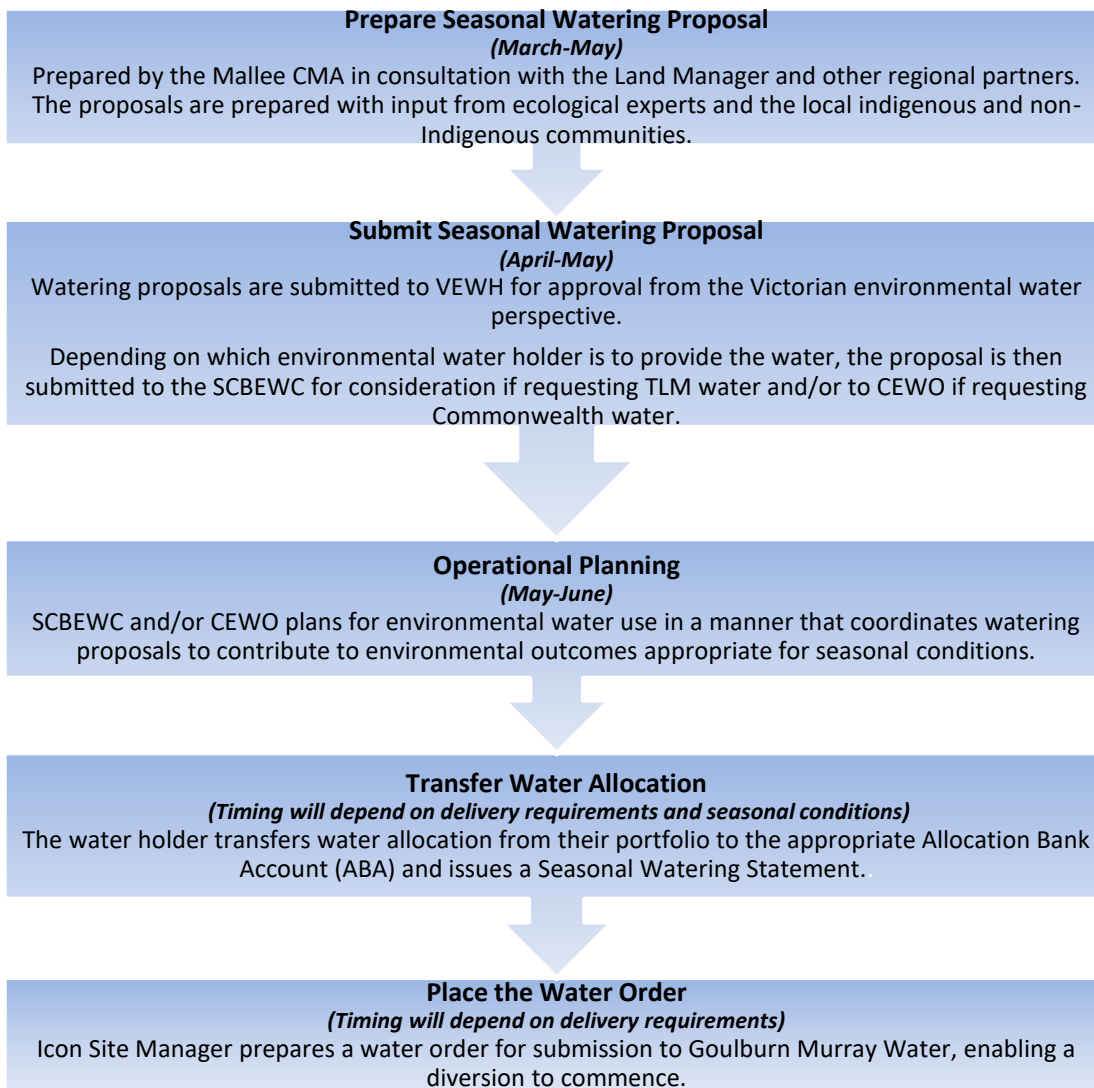 Prepare Seasonal Watering Proposal
(March-May)
Prepared by the Mallee CMA in consultation with the Land Manager and other regional partners.
The proposals are prepared with input from ecological experts and the local indigenous and non-
Indigenous communities.
Submit Seasonal Watering Proposal
(April-May)
Watering proposals are submitted to VEWH for approval from the Victorian environmental water
perspective.
Depending on which environmental water holder is to provide the water, the proposal is then
submitted to the SCBEWC for consideration if requesting TLM water and/or to CEWO if requesting
Commonwealth water.
Operational Planning
(May-June)
SCBEWC and/or CEWO plans for environmental water use in a manner that coordinates watering
proposals to contribute to environmental outcomes appropriate for seasonal conditions.
Transfer Water Allocation
(Timing will depend on delivery requirements and seasonal conditions)
The water holder transfers water allocation from their portfolio to the appropriate Allocation Bank
Account (ABA) and issues a Seasonal Watering Statement..
Place the Water Order
(Timing will depend on delivery requirements)
Icon Site Manager prepares a water order for submission to Goulburn Murray Water, enabling a
diversion to commence.